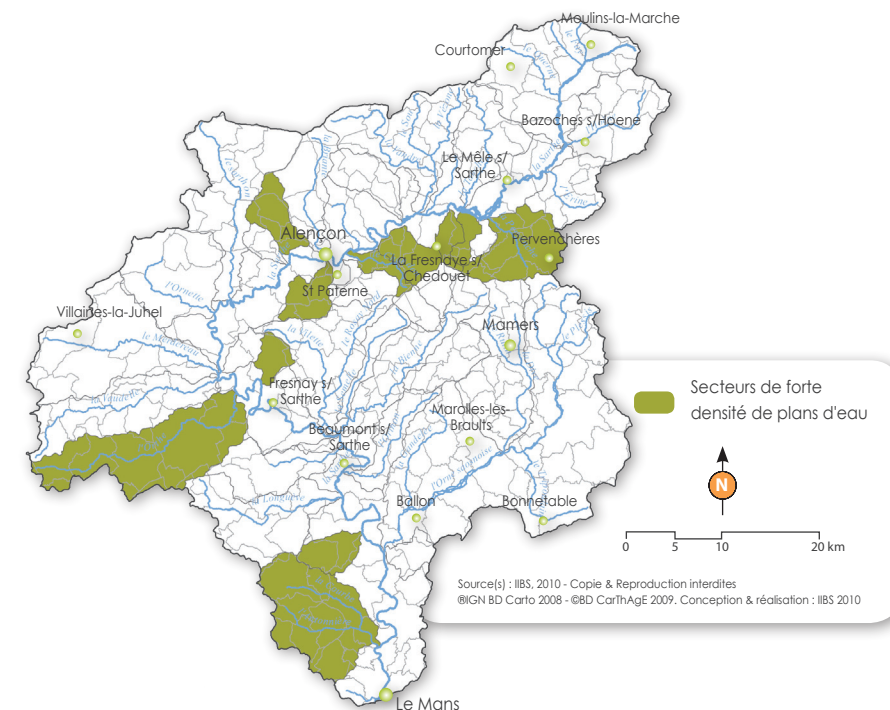 Moulins-la-Marche
Courtomer
Bazoches s/Hoene
Le Mêle s/
Sarthe
Alençon
Pervenchères
La Fresnaye s/
Chedouet
St Paterne
l'Ornette
Villaines-la-Juhel
Mamers
Fresnay s/
Sarthe
Marolles-les-
Braults
Beaumont s/
Sarthe
l'Orne saosnoise
Ballon
Bonnetable
Le Mans
Secteurs de forte
densité de plans d'eau
N
0 5 10 20 km
Source(s) : IIBS, 2010 - Copie & Reproduction interdites
®IGN BD Carto 2008 - ©BD CarThAgE 2009. Conception & réalisation : IIBS 2010